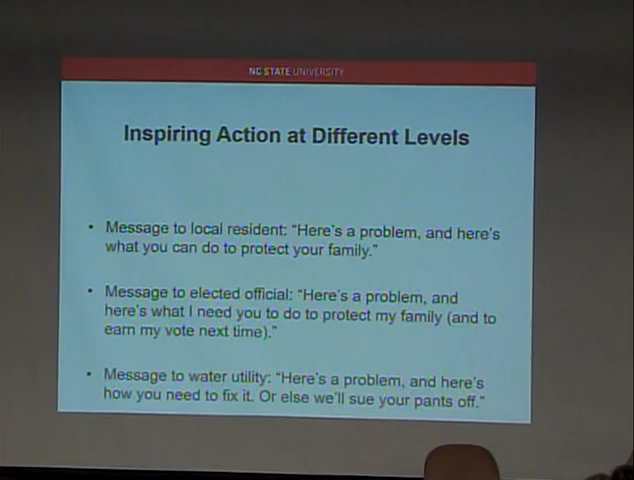 NC STATE UNIVERSITY
Inspiring Action at Different Levels
• Message to local resident: “Here’s a problem, and here’s
what you can do to protect your family.”
• Message to elected official: “Here’s a problem, and
here’s what I need you to do to protect my family (and to
earn my vote next time).”
• Message to water utility: “Here’s a problem, and here’s
how you need to fix it. Or else we’ll sue your pants off.”